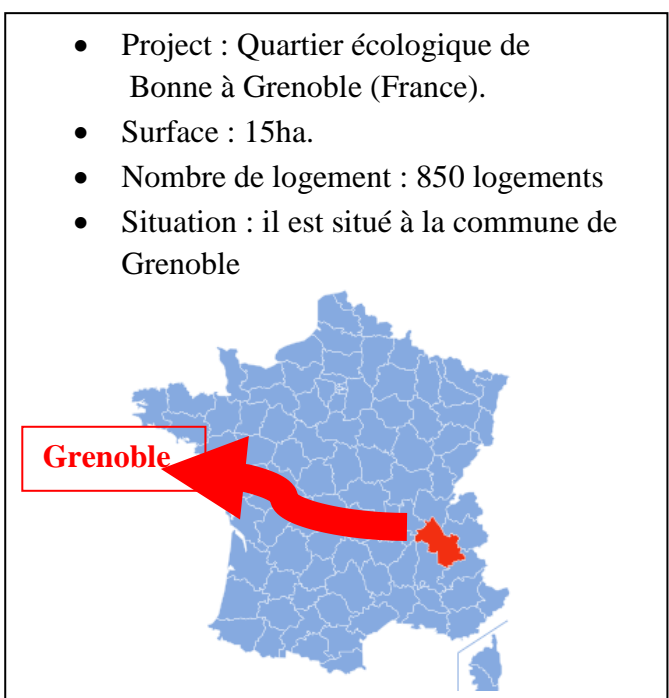 • Project : Quartier écologique de
Bonne à Grenoble (France).
• Surface : 15ha.
• Nombre de logement : 850 logements
• Situation : il est situé à la commune de
Grenoble
Grenoble